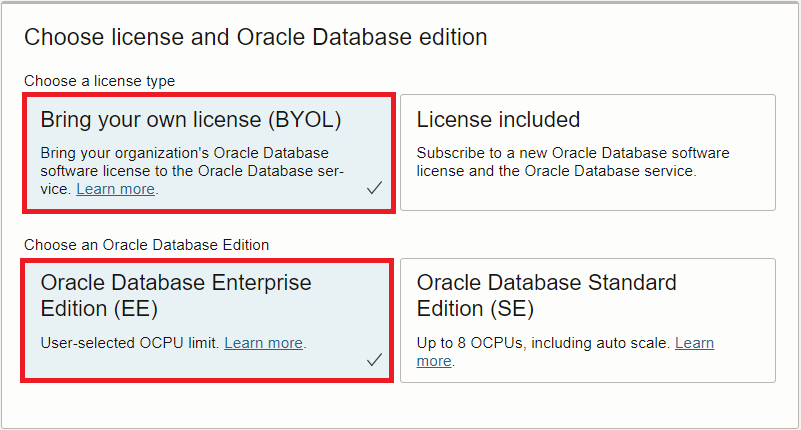 Choose license and Oracle Database edition
Choose a license type
Bring your own license (BYOL)
Bring your organization's Oracle Database
software license to the Oracle Database ser-
vice. Learn more.
License included
Subscribe to a new Oracle Database software
license and the Oracle Database service.
Choose an Oracle Database Edition
Oracle Database Enterprise
Edition (EE)
User-selected OCPU limit. Learn more.
Oracle Database Standard
Edition (SE)
Up to 8 OCPUs, including auto scale. Learn
more.